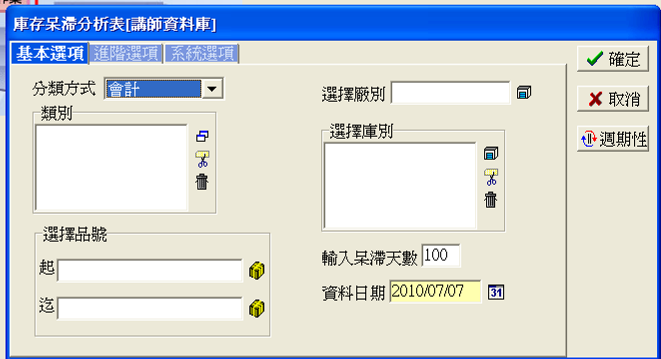 庫存呆滯分析表[講師資料庫]
基本選項 進階選項 系統選項
分類方式 會計
類別
選擇品號
起
迄
選擇廠別
選擇庫別
輸入呆滯天數 100
資料日期 2010/07/07 31
確定
取消
週期性